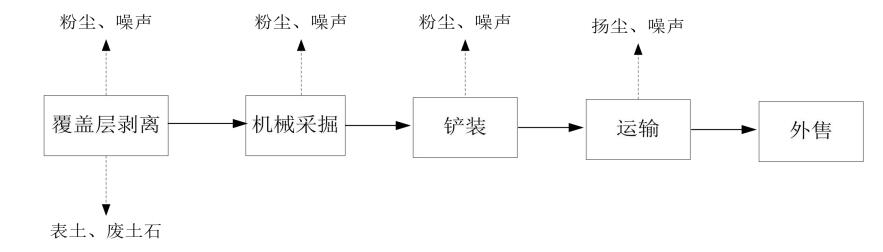 粉尘、噪声
粉尘、噪声
粉尘、噪声
扬尘、噪声
覆盖层剥离
机械采掘
铲装
运输
外售
表土、废土石